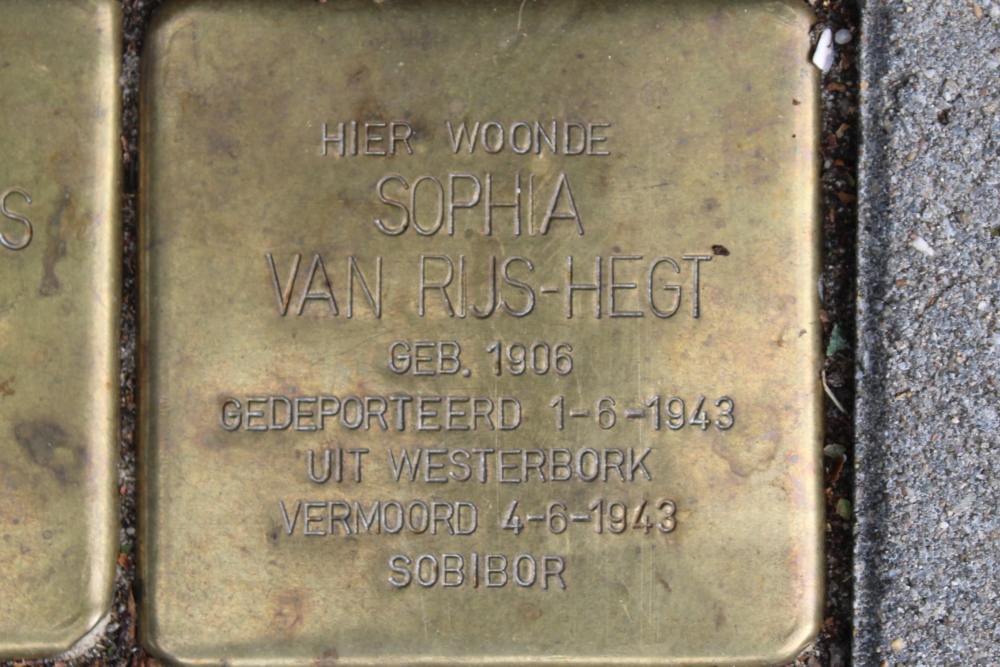 HIER WOONDE
SOPHIA
VAN RIJS-HEGT
GEB. 1906
GEDEPORTEERD 1-6-1943
UIT WESTERBORK
VERMOORD 4-6-1943
SOBIBOR
S